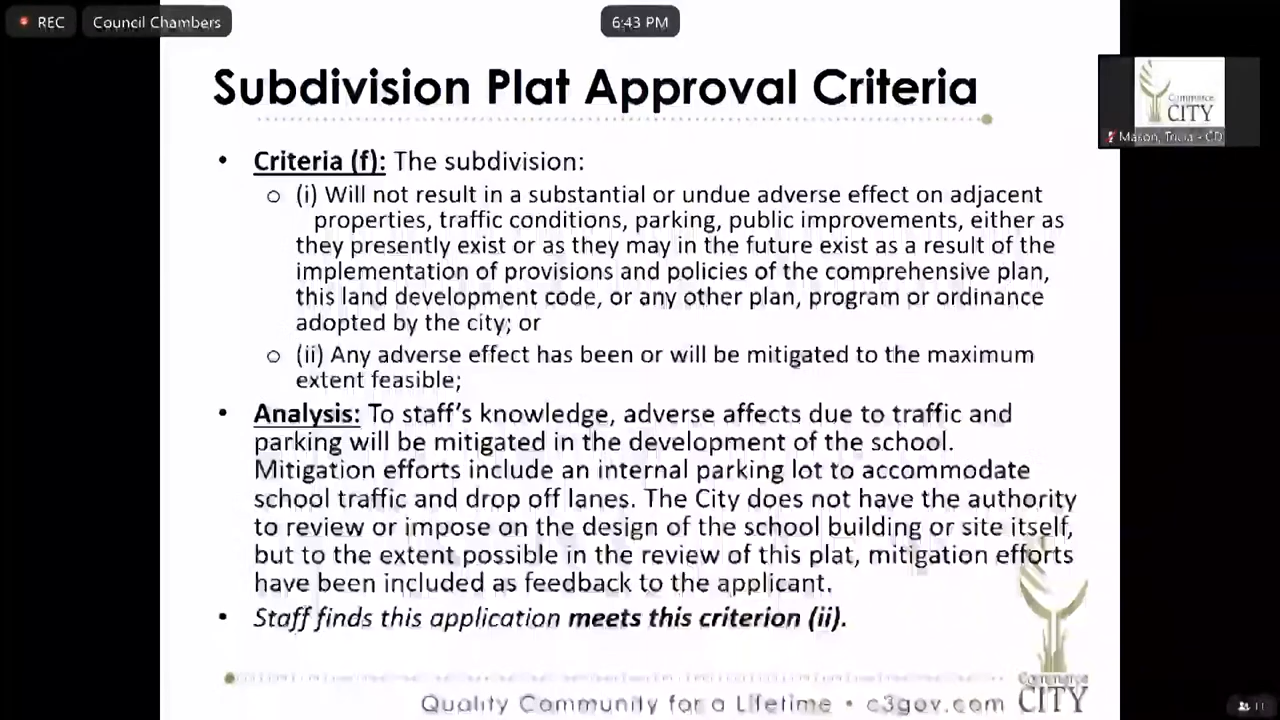 REC
Council Chambers
6:43 PM
Subdivision Plat Approval Criteria
Commerce
CITY
Mason, Tricia - CD
• Criteria (f): The subdivision:
o (i) Will not result in a substantial or undue adverse effect on adjacent
properties, traffic conditions, parking, public improvements, either as
they presently exist or as they may in the future exist as a result of the
implementation of provisions and policies of the comprehensive plan,
this land development code, or any other plan, program or ordinance
adopted by the city; or
o (ii) Any adverse effect has been or will be mitigated to the maximum
extent feasible;
• Analysis: To staff's knowledge, adverse affects due to traffic and
parking will be mitigated in the development of the school.
Mitigation efforts include an internal parking lot to accommodate
school traffic and drop off lanes. The City does not have the authority
to review or impose on the design of the school building or site itself,
but to the extent possible in the review of this plat, mitigation efforts
have been included as feedback to the applicant.
• Staff finds this application meets this criterion (ii).
Quality Community for a Lifetime • c3gov.com
Commerce
CITY
11